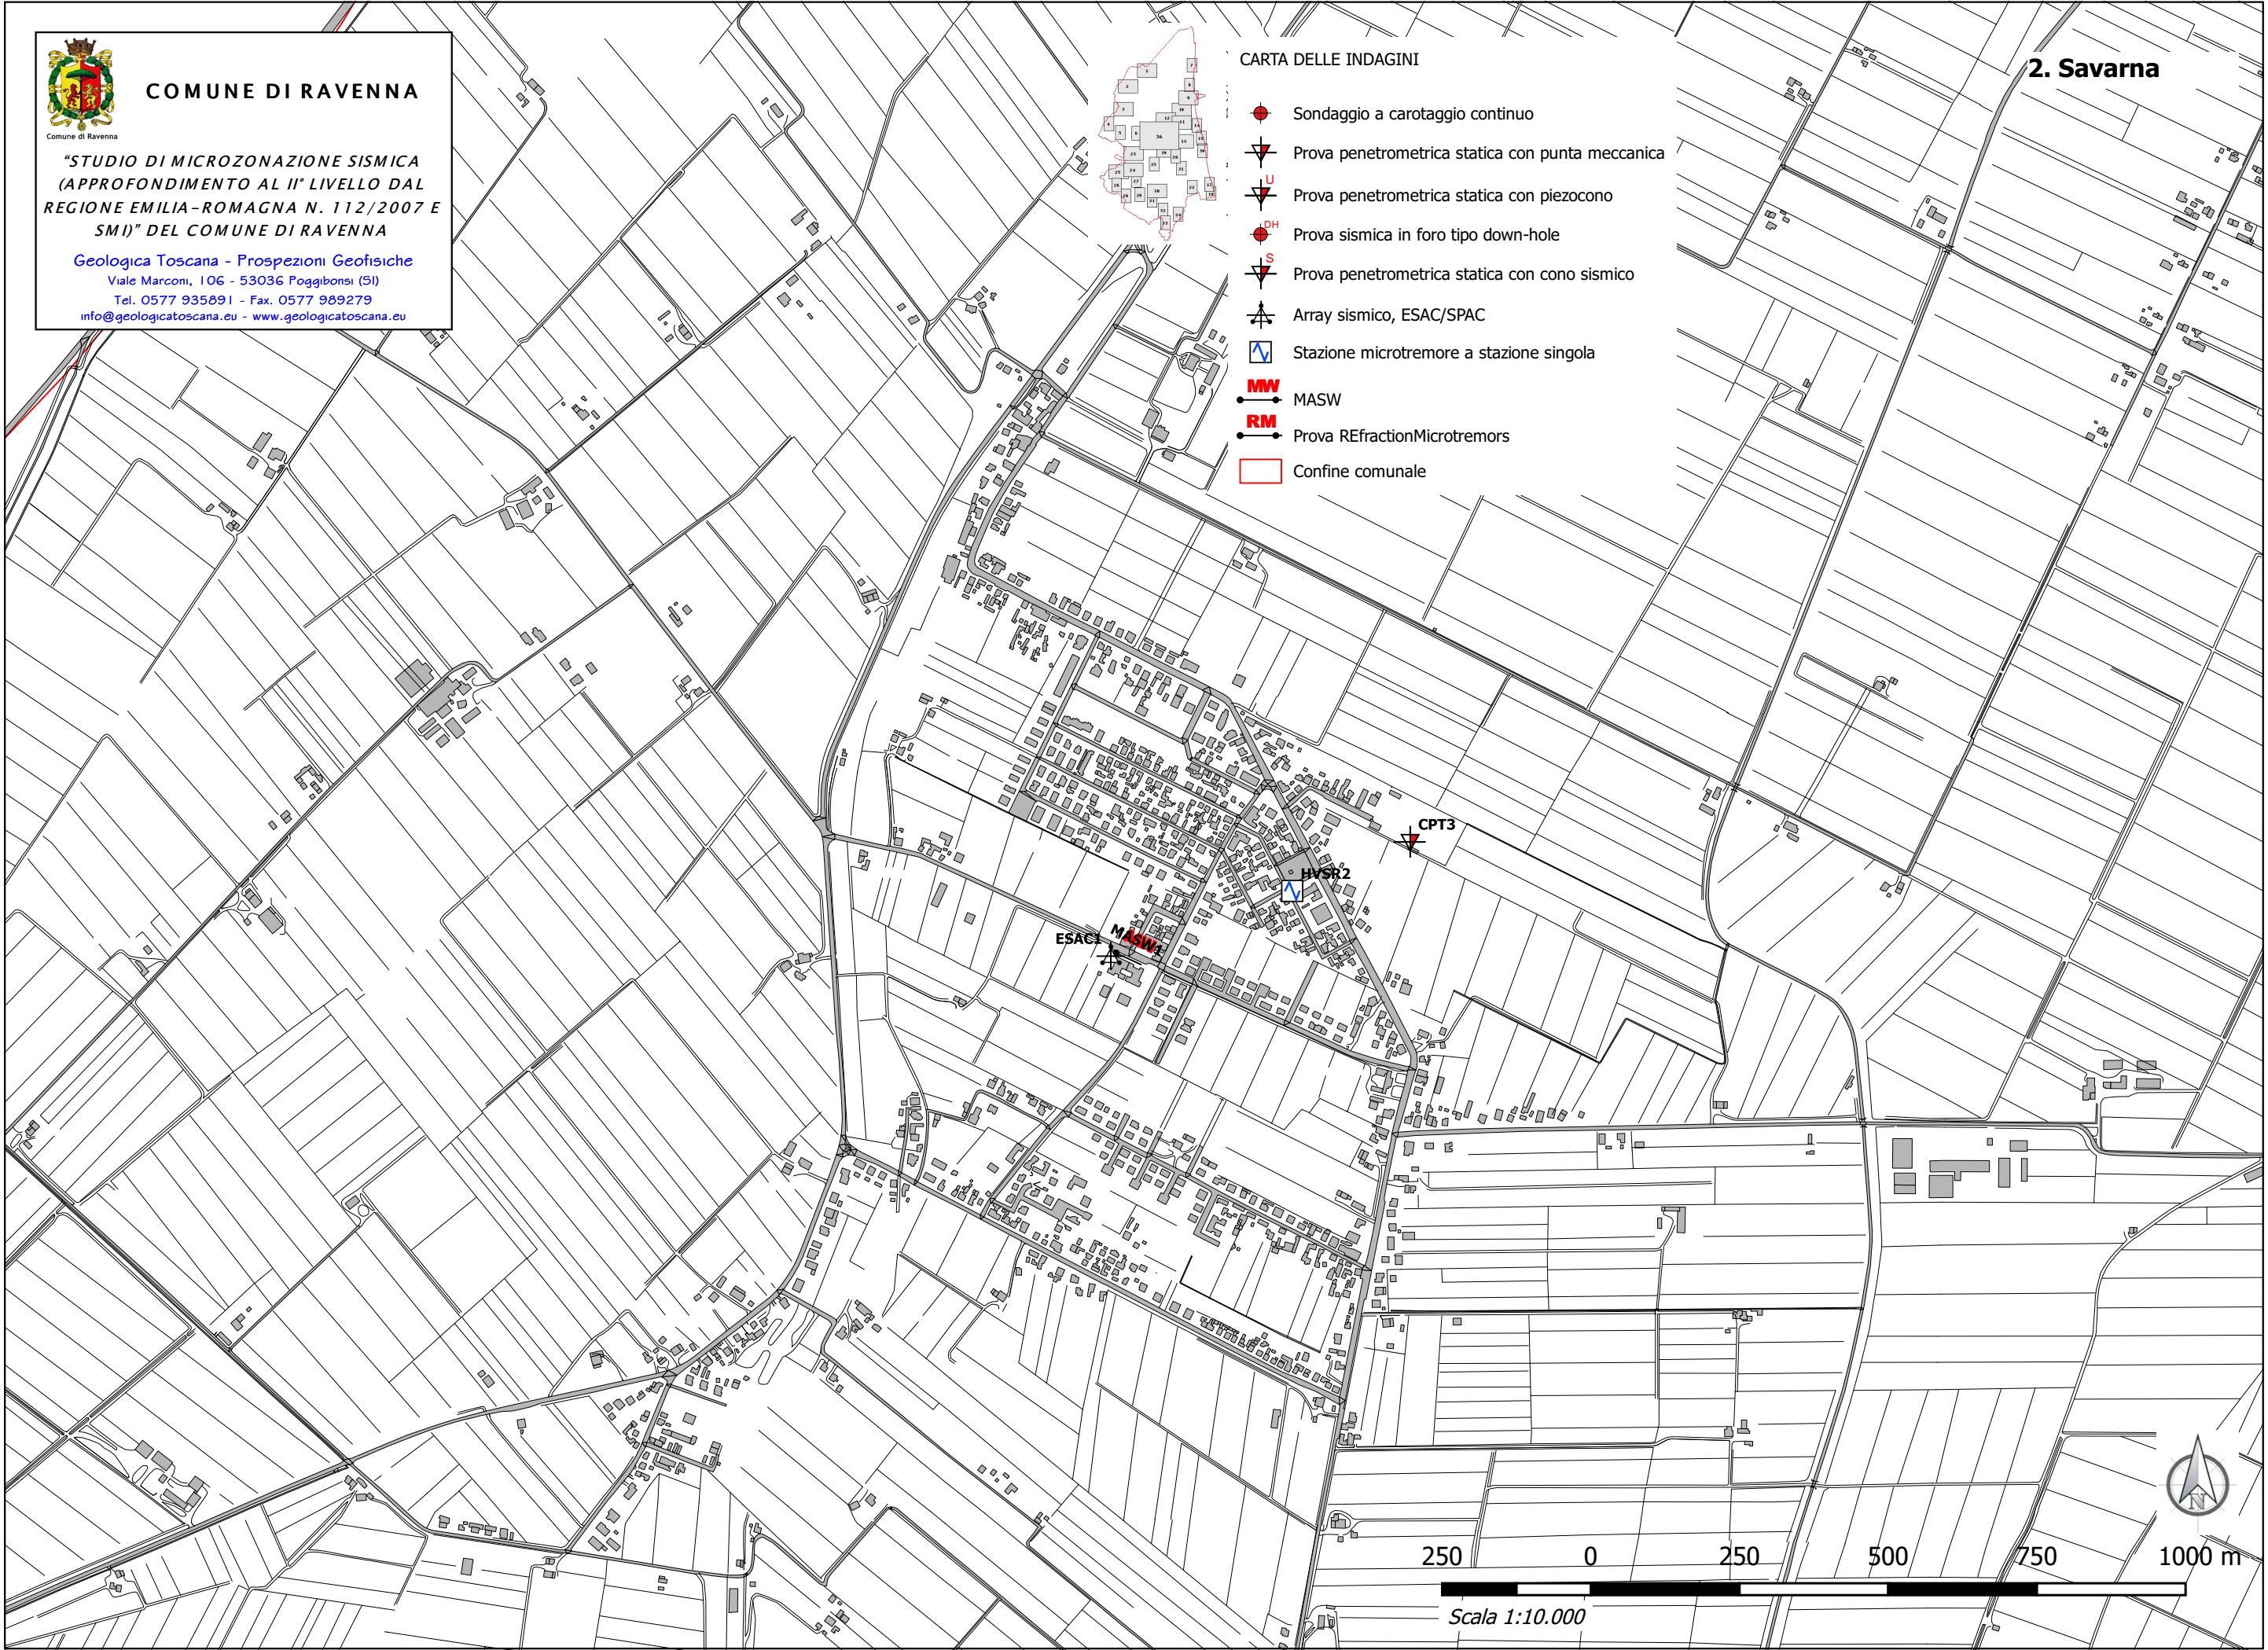 COMUNE DI RAVENNA
Comune di Ravenna
"STUDIO DI MICROZONAZIONE SISMICA
(APPROFONDIMENTO AL II° LIVELLO DAL
REGIONE EMILIA-ROMAGNA N. 112/2007 E
SMI)" DEL COMUNE DI RAVENNA
Geologica Toscana - Prospezioni Geofisiche
Viale Marconi, 106 - 53036 Poggibonsi (SI)
Tel. 0577 935891 - Fax. 0577 989279
info@geologicatoscana.eu - www.geologicatoscana.eu
CARTA DELLE INDAGINI
Sondaggio a carotaggio continuo
Prova penetrometrica statica con punta meccanica
U
Prova penetrometrica statica con piezocono
DH
Prova sismica in foro tipo down-hole
S
Prova penetrometrica statica con cono sismico
Array sismico, ESAC/SPAC
Stazione microtremore a stazione singola
MW
MASW
RM
Prova REfractionMicrotremors
Confine comunale
2. Savarna
CPT3
HVSR2
ESAC1
MASW1
N
250 0 250 500 750 1000 m
Scala 1:10.000